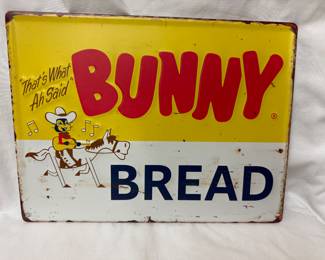 "That's What
Ah Said"
BUNNY
®
BREAD